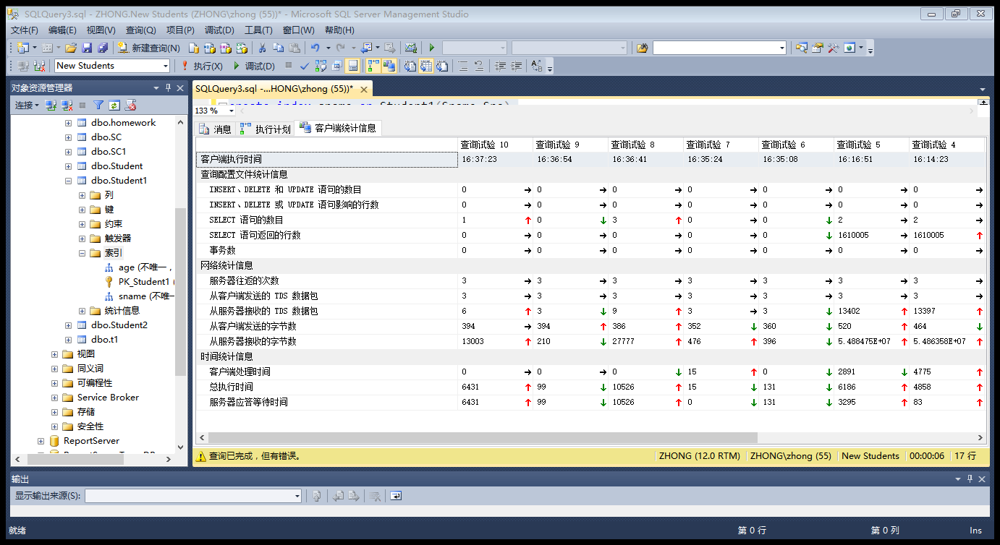 SQLQuery3.sql - ZHONG.New Students (ZHONG\zhong (55))* - Microsoft SQL Server Management Studio
文件(F) 编辑(E) 视图(V) 查询(Q) 项目(P) 调试(D) 工具(T) 窗口(W) 帮助(H)
新建查询(N)
New Students 执行(X) 调试(D)
对象资源管理器
连接
dbo.homework
dbo.SC
dbo.SC1
dbo.Student
dbo.Student1
列
键
约束
触发器
索引
age (不唯一，
PK_Student1 (
sname (不唯一
统计信息
dbo.Student2
dbo.t1
视图
同义词
可编程性
Service Broker
存储
安全性
ReportServer
SQLQuery3.sql -...HONG\zhong (55))*
133 %
消息 执行计划 客户端统计信息
查询试验 10 查询试验 9 查询试验 8 查询试验 7 查询试验 6 查询试验 5 查询试验 4
客户端执行时间 16:37:23 16:36:54 16:36:41 16:35:24 16:35:08 16:16:51 16:14:23
查询配置文件统计信息
INSERT、DELETE 和 UPDATE 语句的数目 0 → 0 → 0 → 0 → 0 → 0 → 0 →
INSERT、DELETE 或 UPDATE 语句影响的行数 0 → 0 → 0 → 0 → 0 → 0 → 0 →
SELECT 语句的数目 1 ↑ 0 ↓ 3 ↑ 0 → 0 ↓ 2 → 2 →
SELECT 语句返回的行数 0 → 0 → 0 → 0 → 0 ↓ 1610005 → 1610005 ↑
事务数 0 → 0 → 0 → 0 → 0 → 0 → 0 →
网络统计信息
服务器往返的次数 3 → 3 → 3 → 3 → 3 → 3 → 3 →
从客户端发送的 TDS 数据包 3 → 3 → 3 → 3 → 3 → 3 → 3 →
从服务器接收的 TDS 数据包 6 ↑ 3 ↓ 9 ↑ 3 → 3 ↓ 13402 ↑ 13397 ↑
从客户端发送的字节数 394 → 394 ↑ 386 ↑ 352 ↓ 360 ↓ 520 ↑ 464 ↓
从服务器接收的字节数 13003 ↑ 210 ↓ 27777 ↑ 476 ↑ 396 ↓ 5.488475E+07 ↑ 5.486358E+07 ↑
时间统计信息
客户端处理时间 0 → 0 → 0 ↓ 15 ↑ 0 ↓ 2891 ↓ 4775 ↑
总执行时间 6431 ↑ 99 ↓ 10526 ↑ 15 ↓ 131 ↓ 6186 ↑ 4858 ↑
服务器应答等待时间 6431 ↑ 99 ↓ 10526 ↑ 0 ↓ 131 ↓ 3295 ↑ 83 ↑
查询已完成，但有错误。 ZHONG (12.0 RTM) ZHONG\zhong (55) New Students 00:00:06 17 行
输出
显示输出来源(S):
就绪 第 0 行 第 0 列 Ins